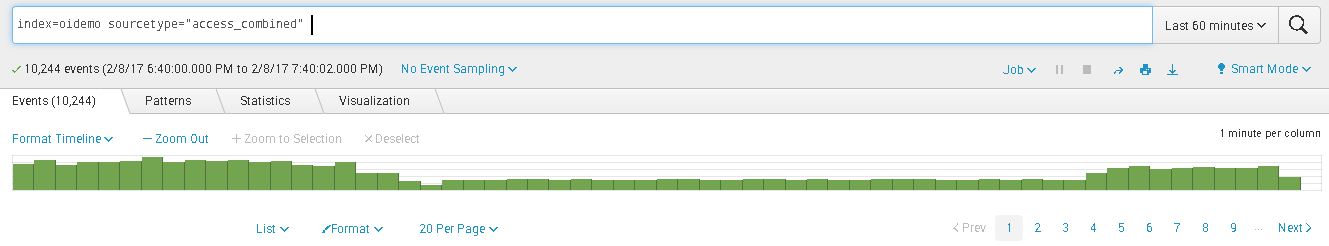 index=oidemo sourcetype="access_combined" Last 60 minutes
10,244 events (2/8/17 6:40:00.000 PM to 2/8/17 7:40:02.000 PM) No Event Sampling Job Smart Mode
Events (10,244) Patterns Statistics Visualization
Format Timeline Zoom Out Zoom to Selection Deselect 1 minute per column
List Format 20 Per Page Prev 1 2 3 4 5 6 7 8 9 ... Next